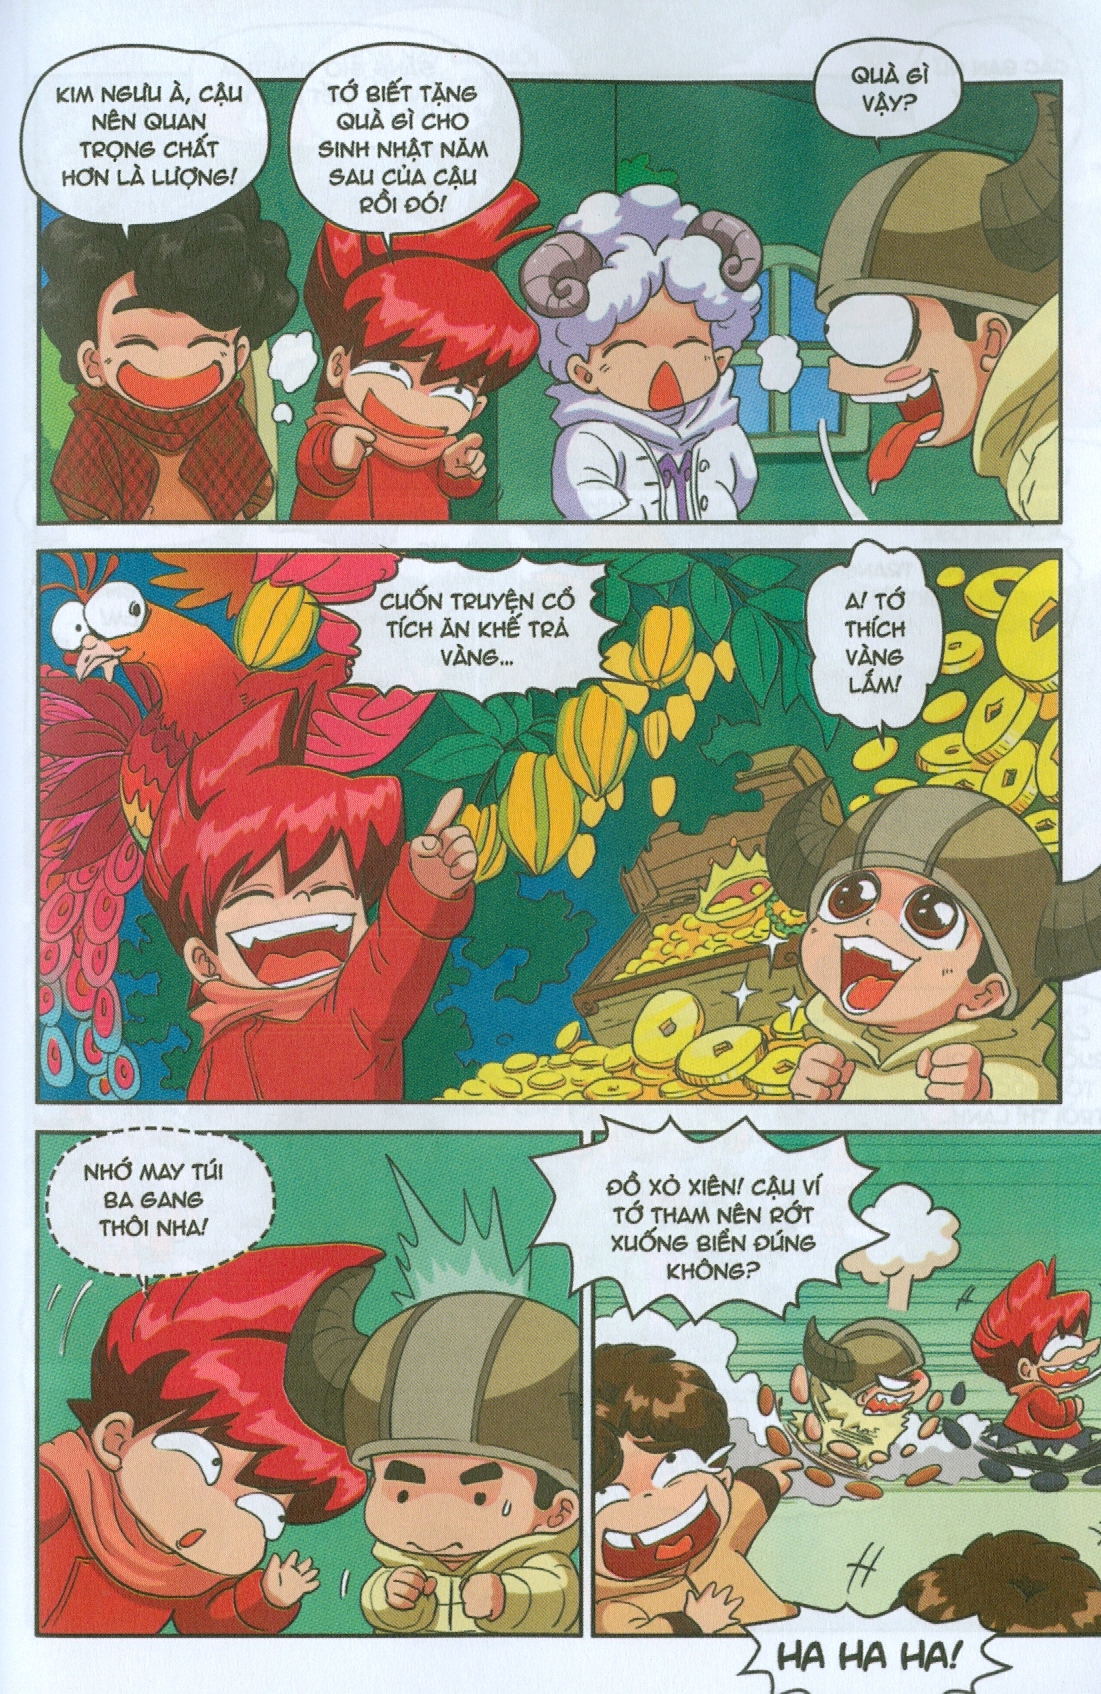 KIM NGƯU À, CẬU
NÊN QUAN
TRỌNG CHẤT
HƠN LÀ LƯỢNG!
TỚ BIẾT TẶNG
QUÀ GÌ CHO
SINH NHẬT NĂM
SAU CỦA CẬU
RỒI ĐÓ!
QUÀ GÌ
VẬY?
CUỐN TRUYỆN CỔ
TÍCH ĂN KHẾ TRẢ
VÀNG...
A! TỚ
THÍCH
VÀNG
LẮM!
NHỚ MAY TÚI
BA GANG
THÔI NHA!
ĐỒ XỎ XIÊN! CẬU VÍ
TỚ THAM NÊN RỚT
XUỐNG BIỂN ĐÚNG
KHÔNG?
HA HA HA!